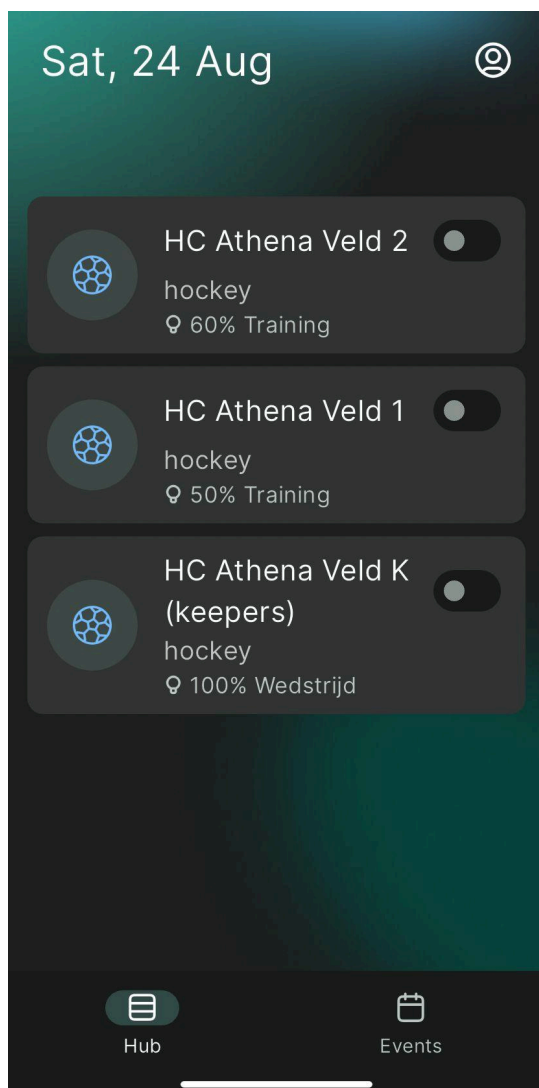 Sat, 24 Aug
HC Athena Veld 2
hockey
60% Training
HC Athena Veld 1
hockey
50% Training
HC Athena Veld K
(keepers)
hockey
100% Wedstrijd
Hub
Events